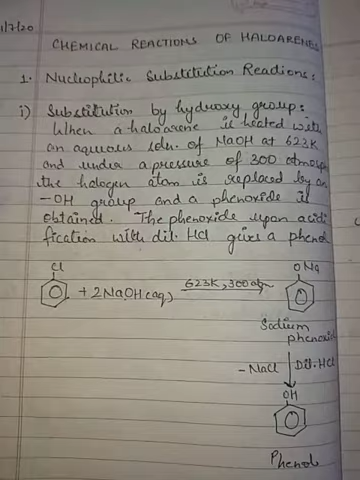 1/7/20
CHEMICAL REACTIONS OF HALOARENES
1. Nucleophilic Substitution Reactions:
i) Substitution by hydroxy group:
When a haloarene is heated with
an aqueous soln. of NaOH at 623K
and under a pressure of 300 atmosp
the halogen atom is replaced by an
-OH group and a phenoxide is
obtained. The phenoxide upon acidi
fication with dil. HCl gives a phenol
Cl
+ 2NaOH(aq)
623K, 300 atm
ONa
Sodium
phenoxide
-NaCl
Dil. HCl
OH
Phenol